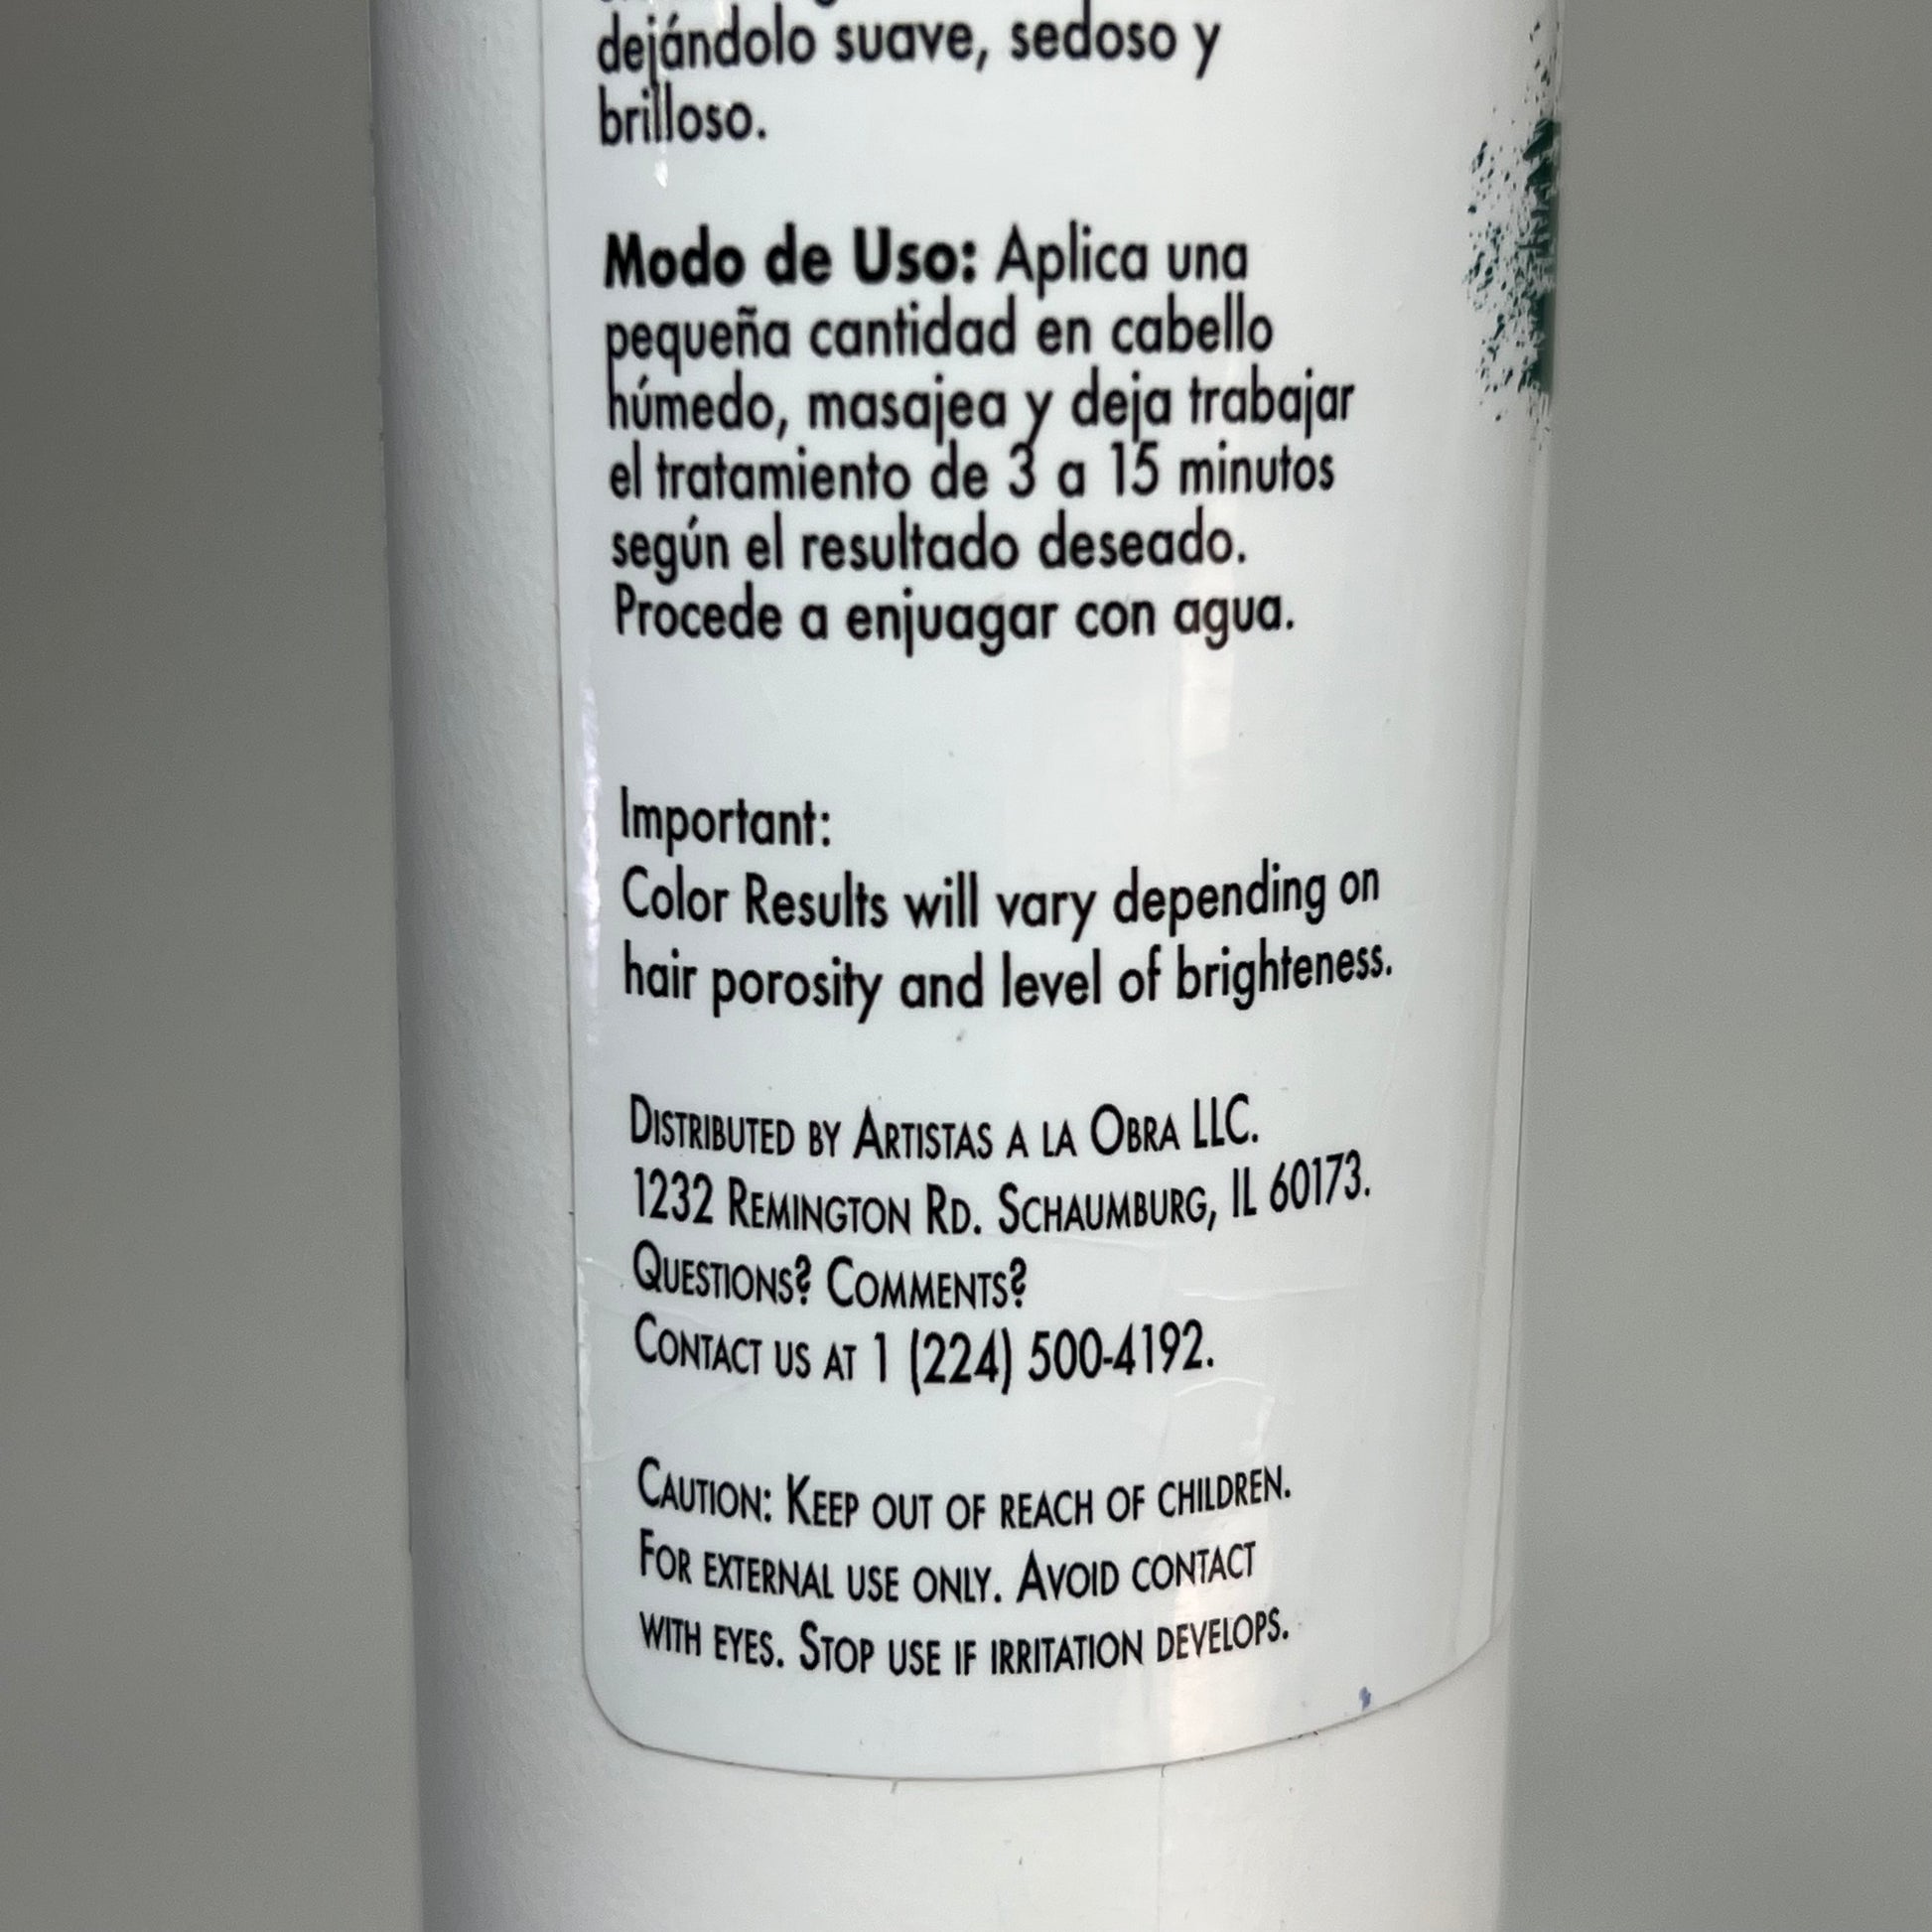 dejándolo suave, sedoso y
brilloso.
Modo de Uso: Aplica una
pequeña cantidad en cabello
húmedo, masajea y deja trabajar
el tratamiento de 3 a 15 minutos
según el resultado deseado.
Procede a enjuagar con agua.
Important:
Color Results will vary depending on
hair porosity and level of brighteness.
DISTRIBUTED BY ARTISTAS A LA OBRA LLC.
1232 REMINGTON RD. SCHAUMBURG, IL 60173.
QUESTIONS? COMMENTS?
CONTACT US AT 1 (224) 500-4192.
CAUTION: KEEP OUT OF REACH OF CHILDREN.
FOR EXTERNAL USE ONLY. AVOID CONTACT
WITH EYES. STOP USE IF IRRITATION DEVELOPS.